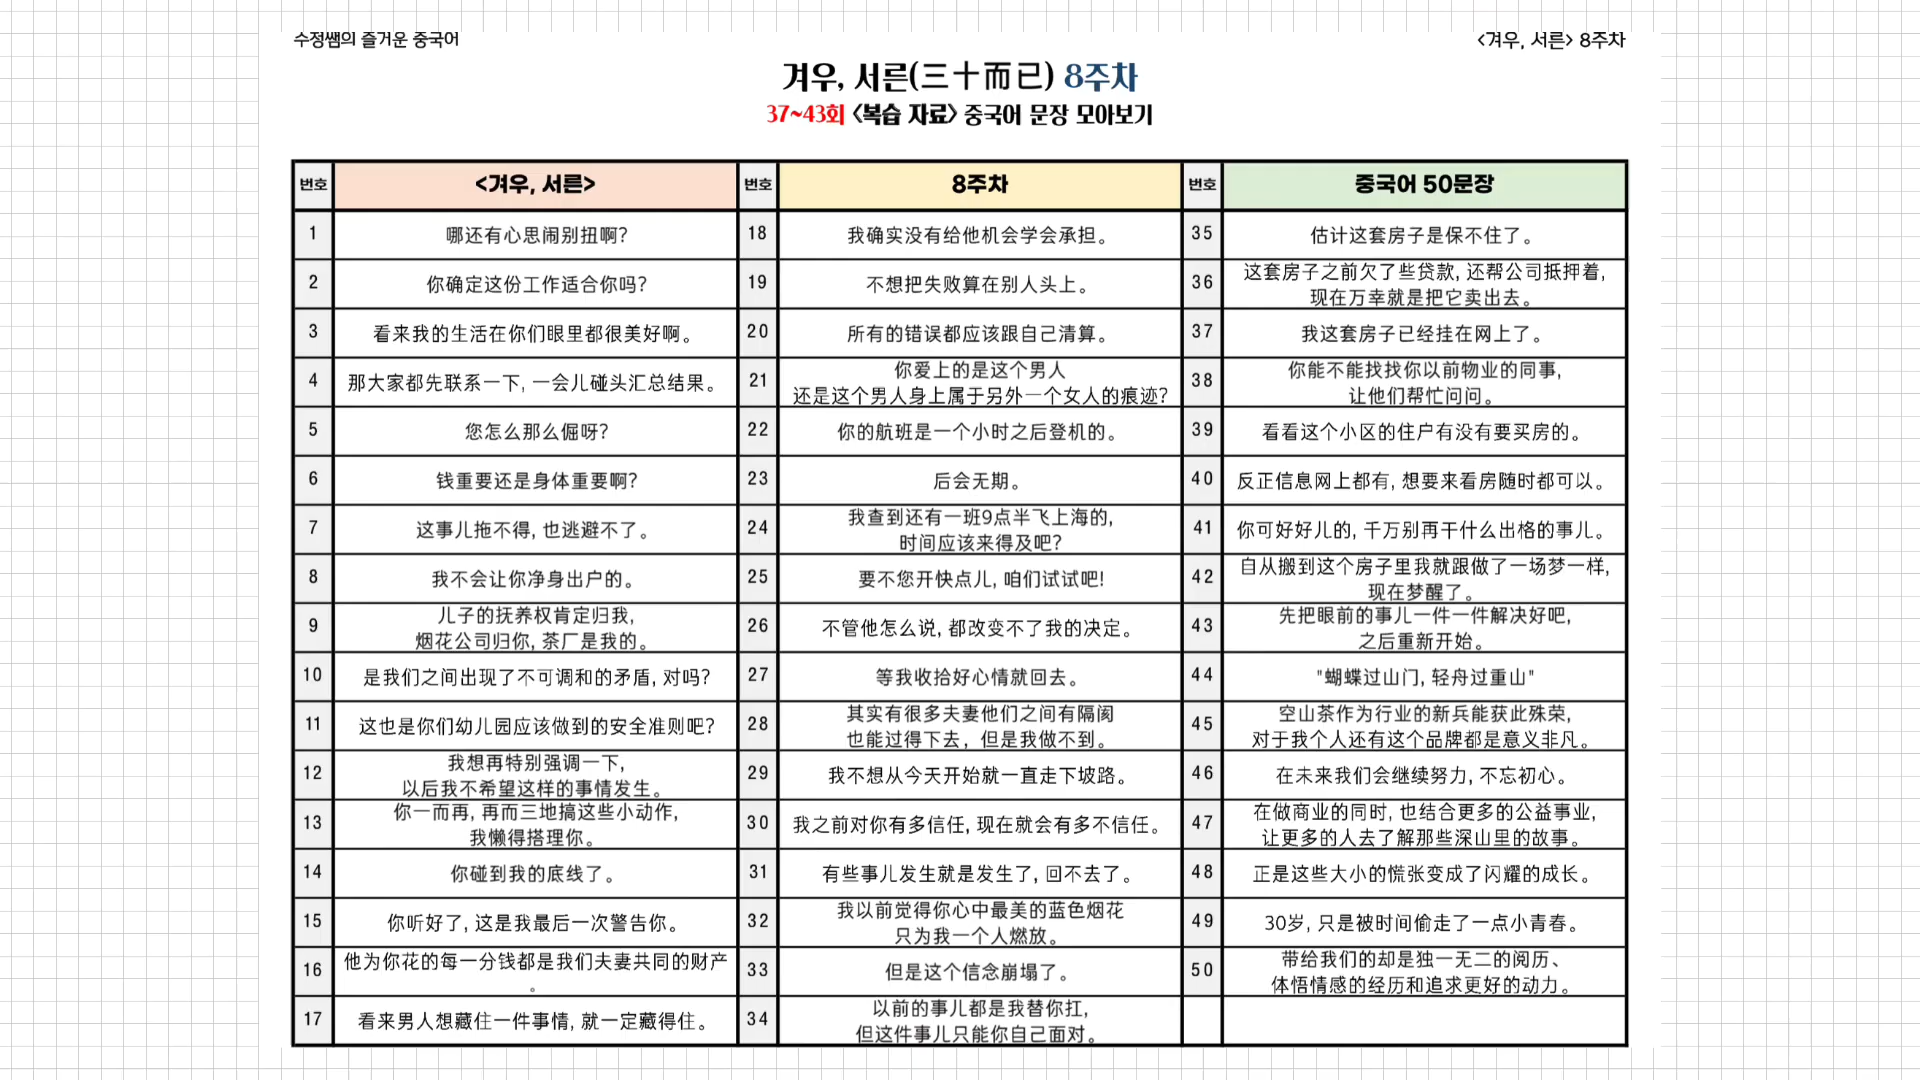 수정쌤의 즐거운 중국어
<겨우, 서른> 8주차
겨우, 서른(三十而已) 8주차
37~43회 <복습 자료> 중국어 문장 모아보기
번호 <겨우, 서른> 번호 8주차 번호 중국어 50문장
1 哪还有心思闹别扭啊? 18 我确实没有给他机会学会承担。 35 估计这套房子是保不住了。
2 你确定这份工作适合你吗? 19 不想把失败算在别人头上。 36 这套房子之前欠了些贷款, 还帮公司抵押着,
现在万幸就是把它卖出去。
3 看来我的生活在你们眼里都很美好啊。 20 所有的错误都应该跟自己清算。 37 我这套房子已经挂在网上了。
4 那大家都先联系一下, 一会儿碰头汇总结果。 21 你爱上的是这个男人
还是这个男人身上属于另外一个女人的痕迹?
38 你能不能找找你以前物业的同事,
让他们帮忙问问。
5 您怎么那么倔呀? 22 你的航班是一个小时之后登机的。 39 看看这个小区的住户有没有要买房的。
6 钱重要还是身体重要啊? 23 后会无期。 40 反正信息网上都有, 想要来看房随时都可以。
7 这事儿拖不得, 也逃避不了。 24 我查到还有一班9点半飞上海的,
时间应该来得及吧?
41 你可好好儿的, 千万别再干什么出格的事儿。
8 我不会让你净身出户的。 25 要不您开快点儿, 咱们试试吧! 42 自从搬到这个房子里我就跟做了一场梦一样,
现在梦醒了。
9 儿子的抚养权肯定归我,
烟花公司归你, 茶厂是我的。
26 不管他怎么说, 都改变不了我的决定。 43 先把眼前的事儿一件一件解决好吧,
之后重新开始。
10 是我们之间出现了不可调和的矛盾, 对吗? 27 等我收拾好心情就回去。 44 "蝴蝶过山门, 轻舟过重山"
11 这也是你们幼儿园应该做到的安全准则吧? 28 其实有很多夫妻他们之间有隔阂
也能过得下去，但是我做不到。
45 空山茶作为行业的新兵能获此殊荣,
对于我个人还有这个品牌都是意义非凡。
12 我想再特别强调一下,
以后我不希望这样的事情发生。
29 我不想从今天开始就一直走下坡路。 46 在未来我们会继续努力, 不忘初心。
13 你一而再, 再而三地搞这些小动作,
我懒得搭理你。
30 我之前对你有多信任, 现在就会有多不信任。 47 在做商业的同时, 也结合更多的公益事业,
让更多的人去了解那些深山里的故事。
14 你碰到我的底线了。 31 有些事儿发生就是发生了, 回不去了。 48 正是这些大小的慌张变成了闪耀的成长。
15 你听好了, 这是我最后一次警告你。 32 我以前觉得你心中最美的蓝色烟花
只为我一个人燃放。
49 30岁, 只是被时间偷走了一点小青春。
16 他为你花的每一分钱都是我们夫妻共同的财产
。
33 但是这个信念崩塌了。 50 带给我们的却是独一无二的阅历、
体悟情感的经历和追求更好的动力。
17 看来男人想藏住一件事情, 就一定藏得住。 34 以前的事儿都是我替你扛,
但这件事儿只能你自己面对。